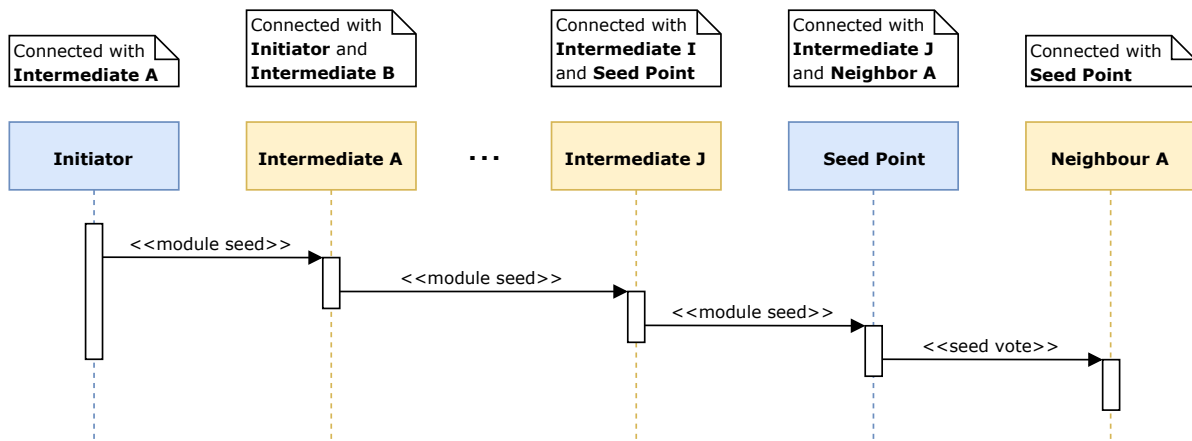 Connected with
Intermediate A
Connected with
Initiator and
Intermediate B
Connected with
Intermediate I
and Seed Point
Connected with
Intermediate J
and Neighbor A
Connected with
Seed Point
Initiator
Intermediate A
...
Intermediate J
Seed Point
Neighbour A
<<module seed>>
<<module seed>>
<<module seed>>
<<seed vote>>